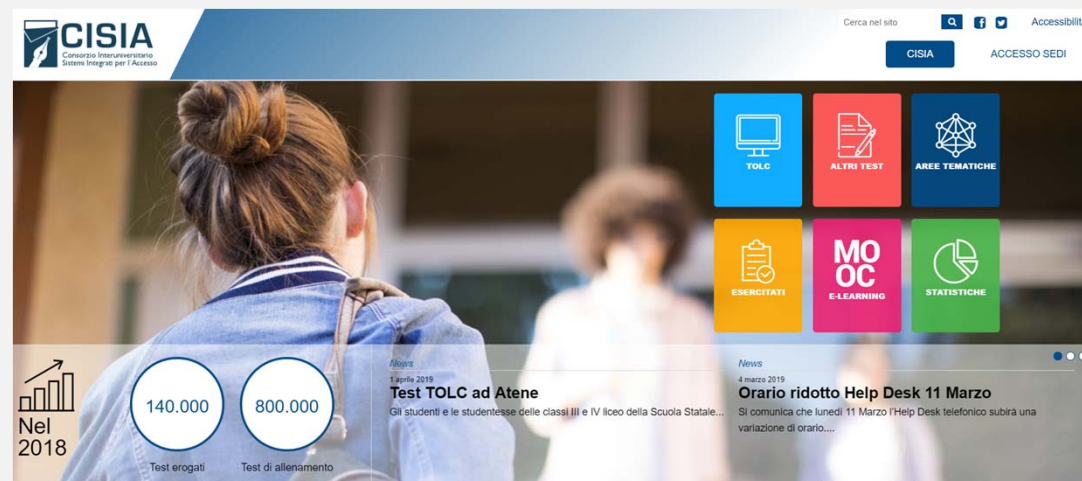 CISIA
Consorzio Interuniversitario
Sistemi Integrati per l'Accesso
Cerca nel sito
CISIA
ACCESSO SEDI
TOLC
ALTRI TEST
AREE TEMATICHE
ESERCITATI
MO
OC
E-LEARNING
STATISTICHE
Nel
2018
140.000
800.000
Test erogati
Test di allenamento
News
1 aprile 2019
Test TOLC ad Atene
Gli studenti e le studentesse delle classi III e IV liceo della Scuola Statale...
News
4 marzo 2019
Orario ridotto Help Desk 11 Marzo
Si comunica che lunedì 11 Marzo l'Help Desk telefonico subirà una
variazione di orario....